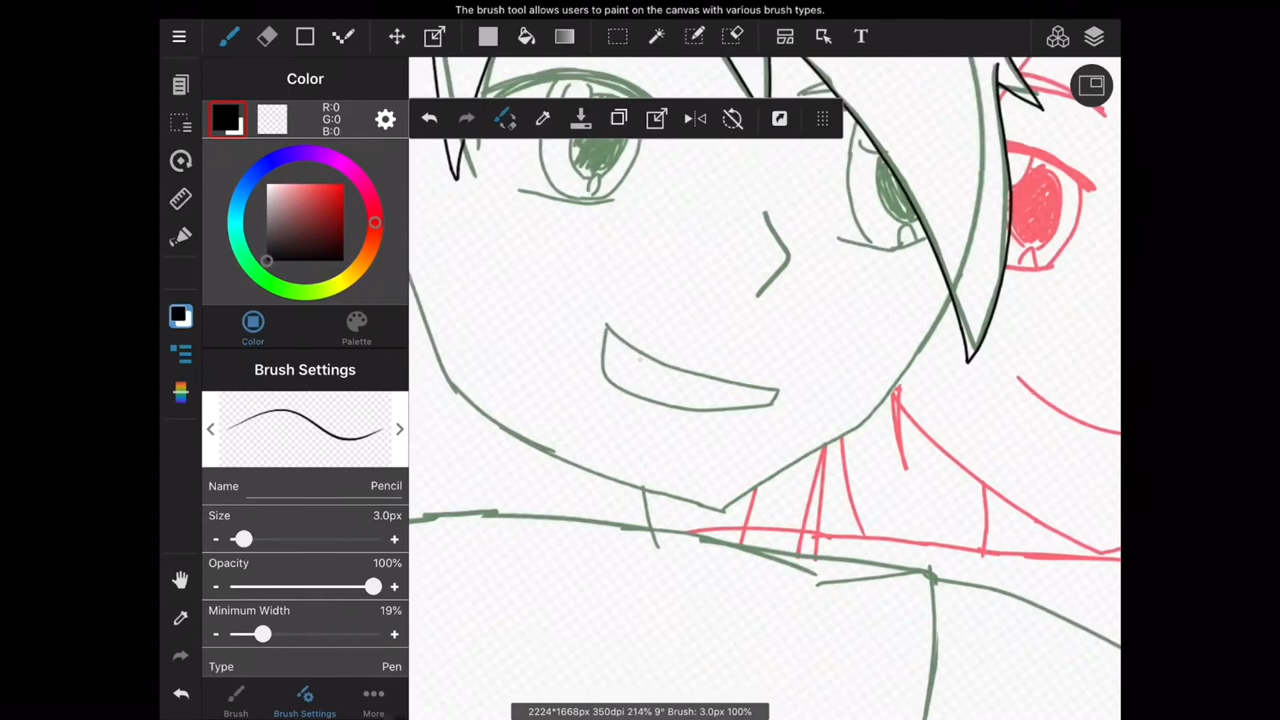 The brush tool allows users to paint on the canvas with various brush types.
T
Color
R:0
G:0
B:0
Color
Palette
Brush Settings
Name Pencil
Size 3.0px
- +
Opacity 100%
- +
Minimum Width 19%
- +
Type Pen
Brush
Brush Settings
More
2224*1668px 350dpi 214% 9° Brush: 3.0px 100%